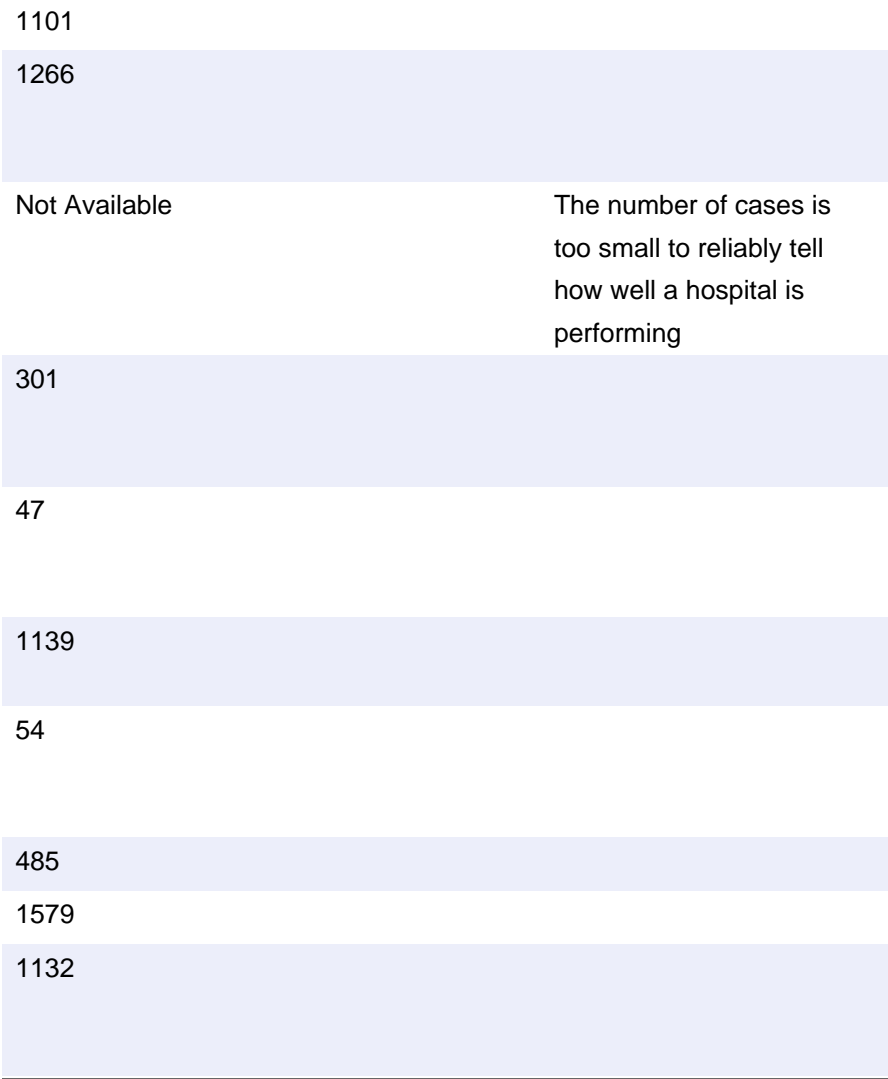 1101
1266
Not Available The number of cases is
too small to reliably tell
how well a hospital is
performing
301
47
1139
54
485
1579
1132